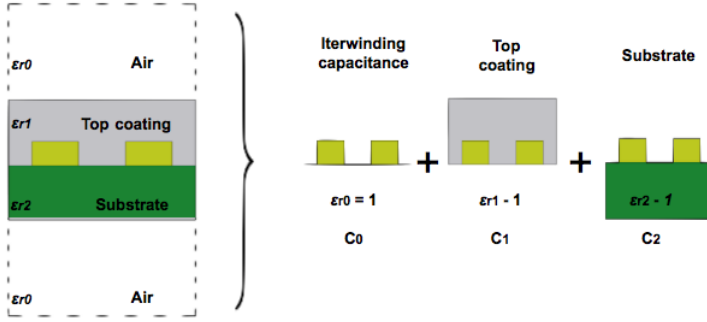 εr0 Air
εr1 Top coating
εr2 Substrate
εr0 Air
Iterwinding
capacitance
Top
coating
Substrate
+ +
εr0 = 1
εr1 - 1
εr2 - 1
C0
C1
C2